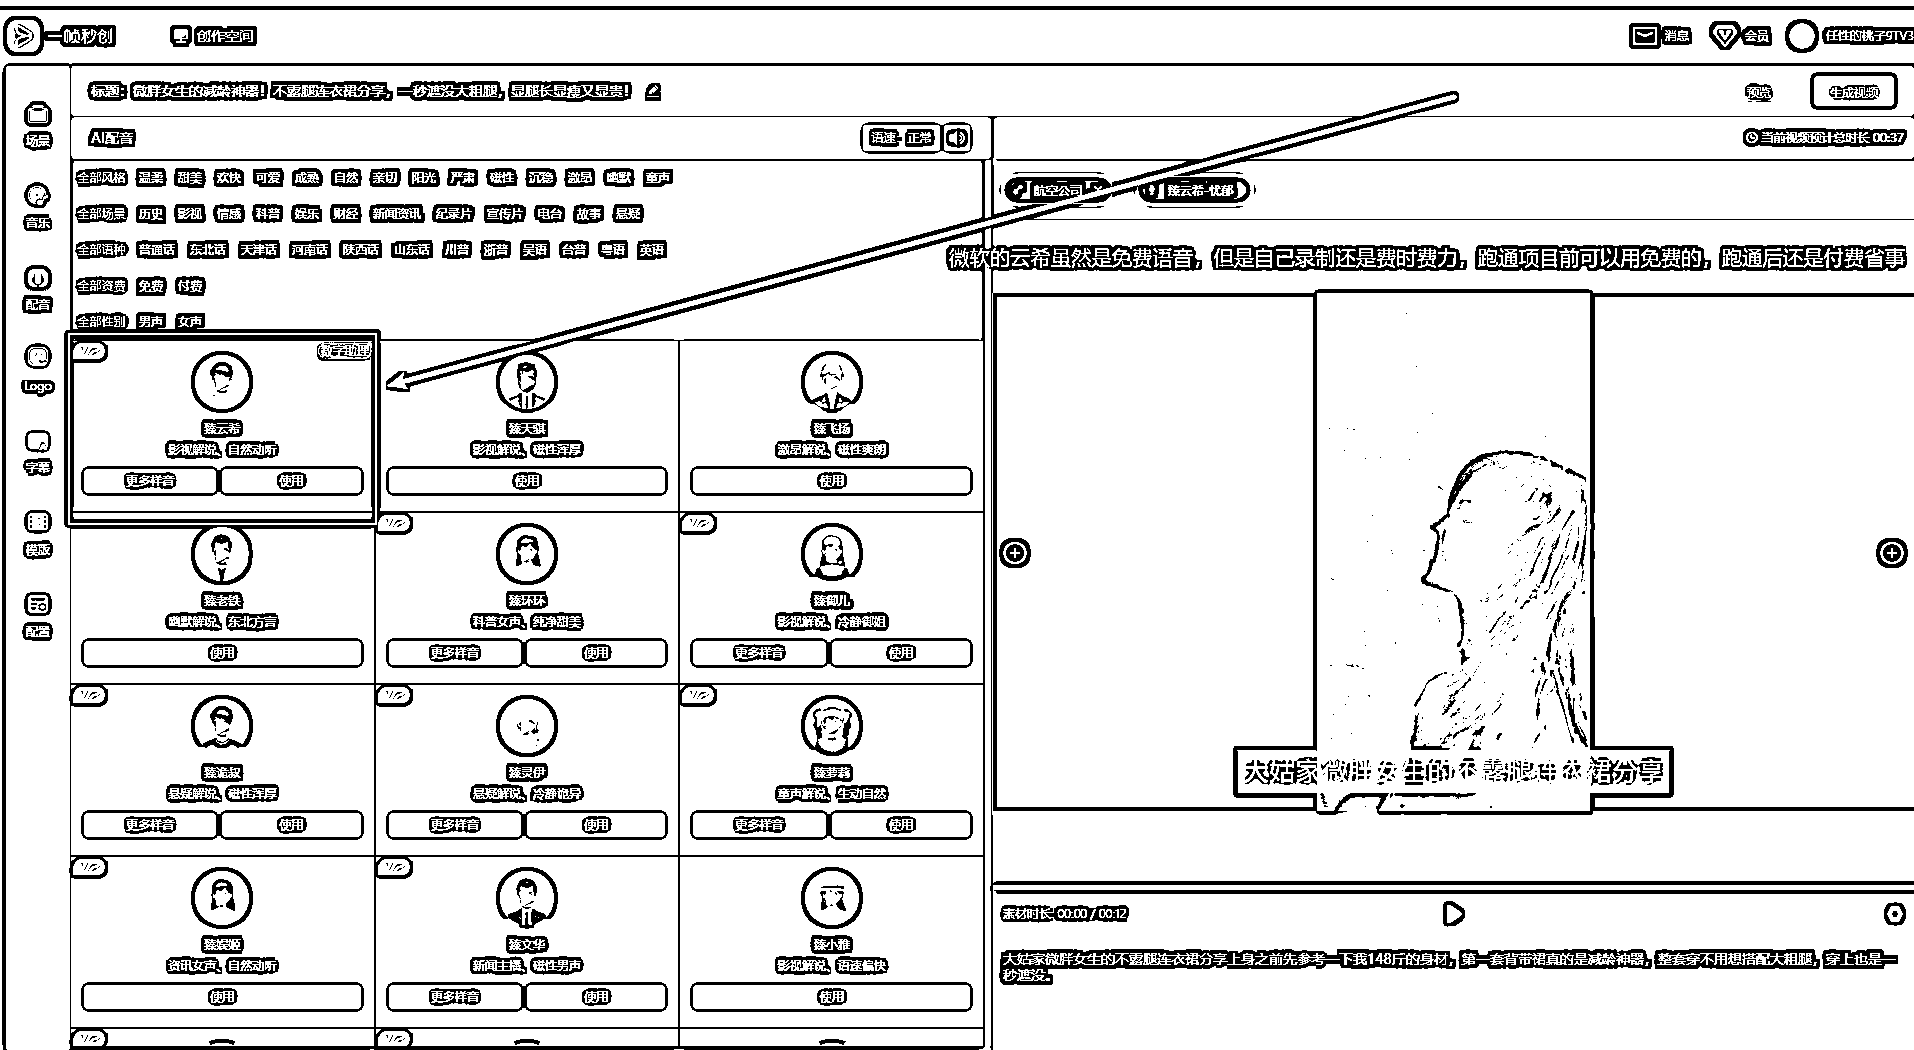 一帧秒创
创作空间
消息
会员
任性的桃子9TV3
标题: 微胖女生的减龄神器! 不露腿连衣裙分享, 一秒遮没大粗腿, 显腿长显瘦又显贵!
预览
生成视频
场景
音乐
配音
Logo
字幕
模版
配置
AI配音
语速- 正常
当前视频预计总时长 00:37
全部风格 温柔 甜美 欢快 可爱 成熟 自然 亲切 阳光 严肃 磁性 沉稳 激昂 幽默 童声
全部场景 历史 影视 情感 科普 娱乐 财经 新闻资讯 纪录片 宣传片 电台 故事 悬疑
全部语种 普通话 东北话 天津话 河南话 陕西话 山东话 川普 浙普 吴语 台普 粤语 英语
全部资费 免费 付费
全部性别 男声 女声
航空公司
臻云希-忧郁
微软的云希虽然是免费语音, 但是自己录制还是费时费力, 跑通项目前可以用免费的, 跑通后还是付费省事
数字助理
臻云希
影视解说、自然动听
更多样音 使用
臻天骐
影视解说、磁性浑厚
使用
臻飞扬
激昂解说、磁性爽朗
使用
臻老铁
幽默解说、东北方言
使用
臻环环
科普女声、纯净甜美
更多样音 使用
臻御儿
影视解说、冷静御姐
更多样音 使用
臻诡叔
悬疑解说、磁性浑厚
更多样音 使用
臻灵伊
悬疑解说、冷静诡异
更多样音 使用
臻萝莉
童声解说、生动自然
更多样音 使用
臻娱姬
资讯女声、自然动听
使用
臻文华
新闻主播、磁性男声
更多样音 使用
臻小雅
影视解说、语速偏快
使用
大姑家微胖女生的不露腿连衣裙分享
素材时长 00:00 / 00:12
大姑家微胖女生的不露腿连衣裙分享上身之前先参考一下我148斤的身材, 第一套背带裙真的是减龄神器, 整套穿不用想搭配大粗腿, 穿上也是一
秒遮没。